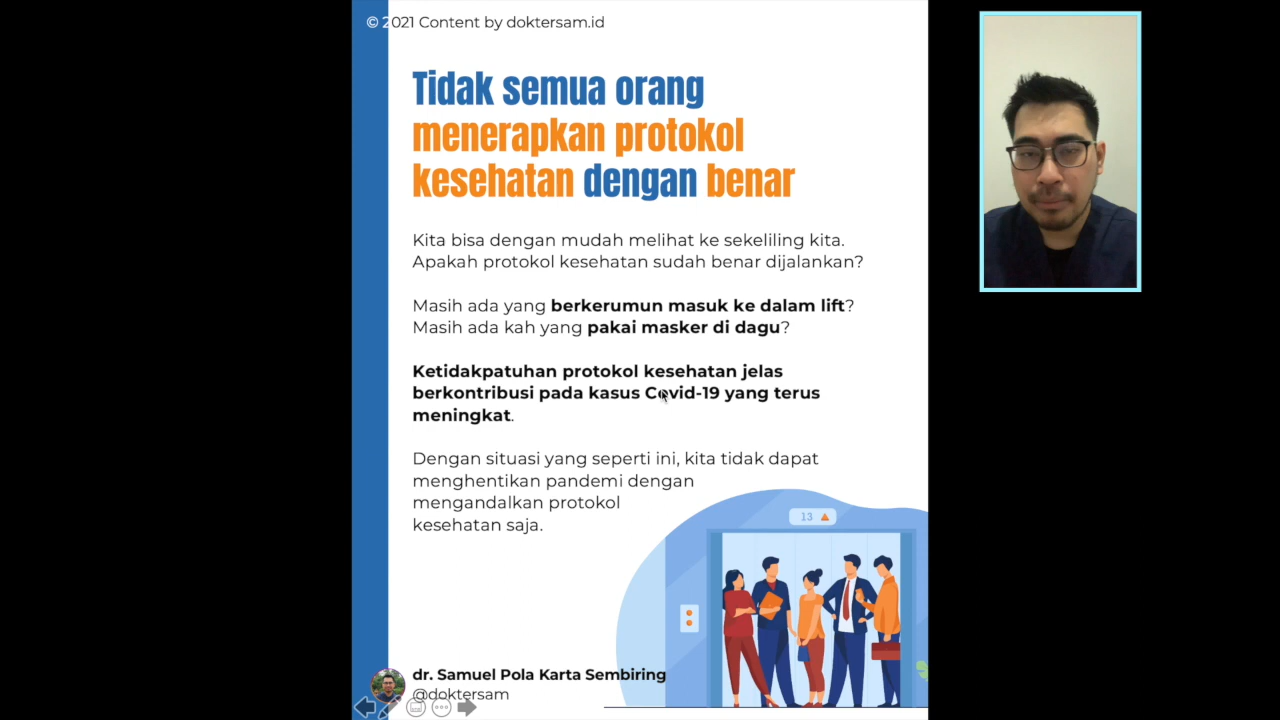 © 2021 Content by doktersam.id
Tidak semua orang
menerapkan protokol
kesehatan dengan benar
Kita bisa dengan mudah melihat ke sekeliling kita.
Apakah protokol kesehatan sudah benar dijalankan?
Masih ada yang berkerumun masuk ke dalam lift?
Masih ada kah yang pakai masker di dagu?
Ketidakpatuhan protokol kesehatan jelas
berkontribusi pada kasus Covid-19 yang terus
meningkat.
Dengan situasi yang seperti ini, kita tidak dapat
menghentikan pandemi dengan
mengandalkan protokol
kesehatan saja.
13
dr. Samuel Pola Karta Sembiring
@doktersam